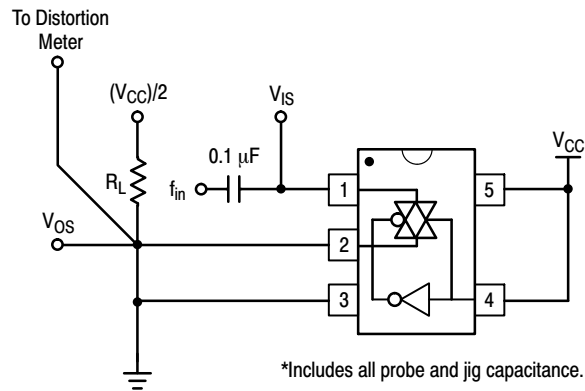 To Distortion
Meter
(V_CC)/2
V_IS
V_CC
0.1 µF
R_L
f_in
1
5
V_OS
2
3
4
*Includes all probe and jig capacitance.